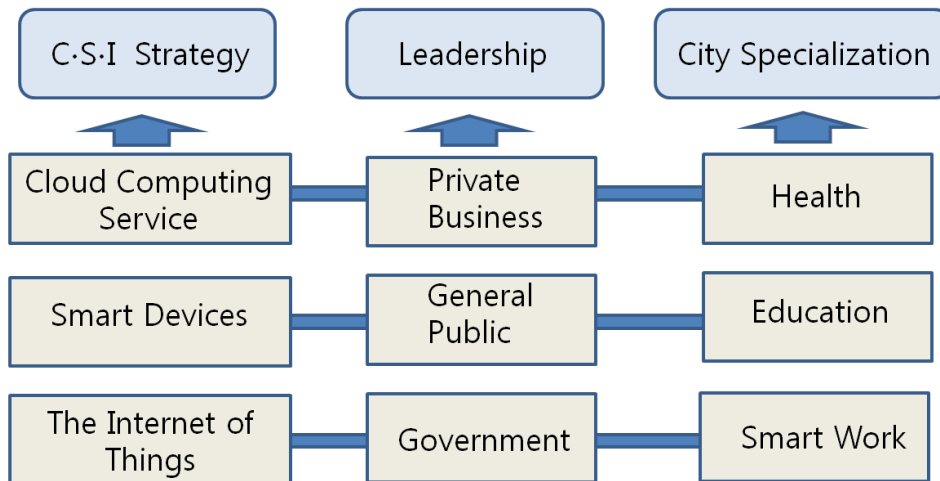 C·S·I Strategy
Leadership
City Specialization
Cloud Computing
Service
Private
Business
Health
Smart Devices
General
Public
Education
The Internet of
Things
Government
Smart Work